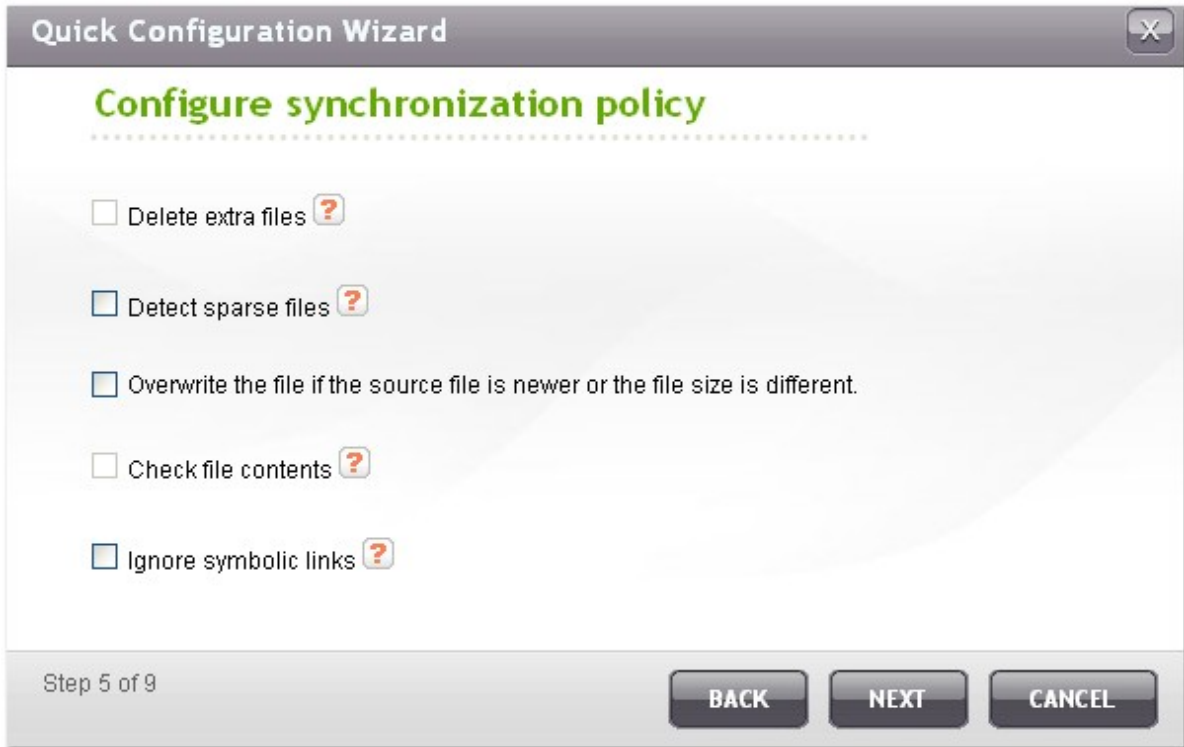 Quick Configuration Wizard
X
Configure synchronization policy
Delete extra files ?
Detect sparse files ?
Overwrite the file if the source file is newer or the file size is different.
Check file contents ?
Ignore symbolic links ?
Step 5 of 9
BACK NEXT CANCEL